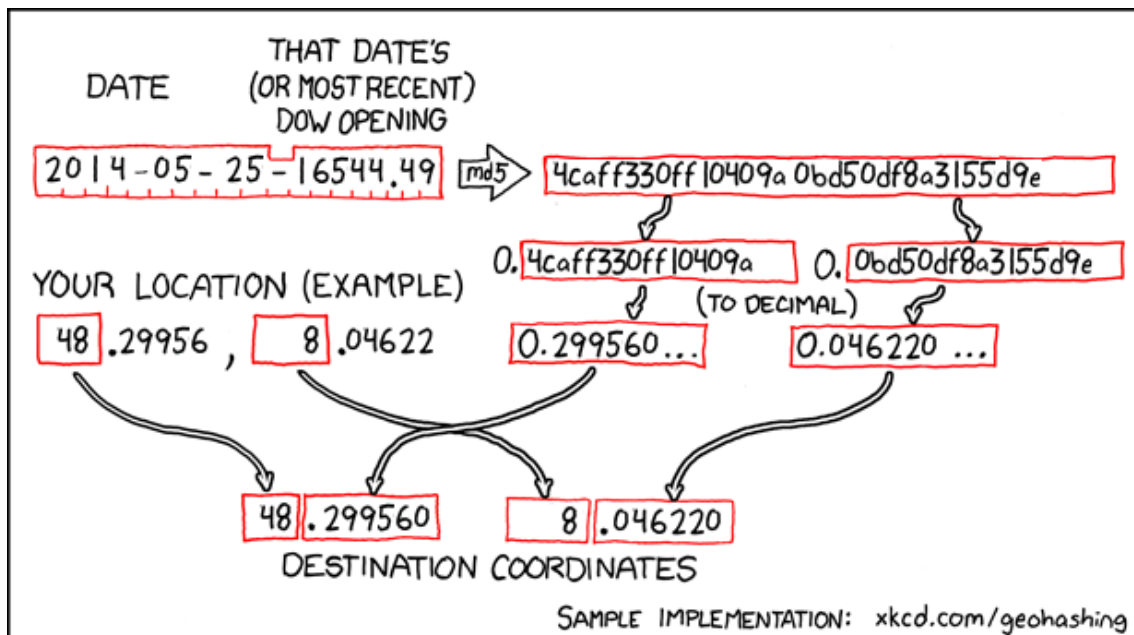 DATE
THAT DATE'S
(OR MOST RECENT)
DOW OPENING
2014-05-25-16544.49
md5
4caff330ff10409a0bd50df8a3155d9e
0.4caff330ff10409a
0.0bd50df8a3155d9e
YOUR LOCATION (EXAMPLE)
(TO DECIMAL)
48.29956, 8.04622
0.299560...
0.046220...
48.299560
8.046220
DESTINATION COORDINATES
SAMPLE IMPLEMENTATION: xkcd.com/geohashing